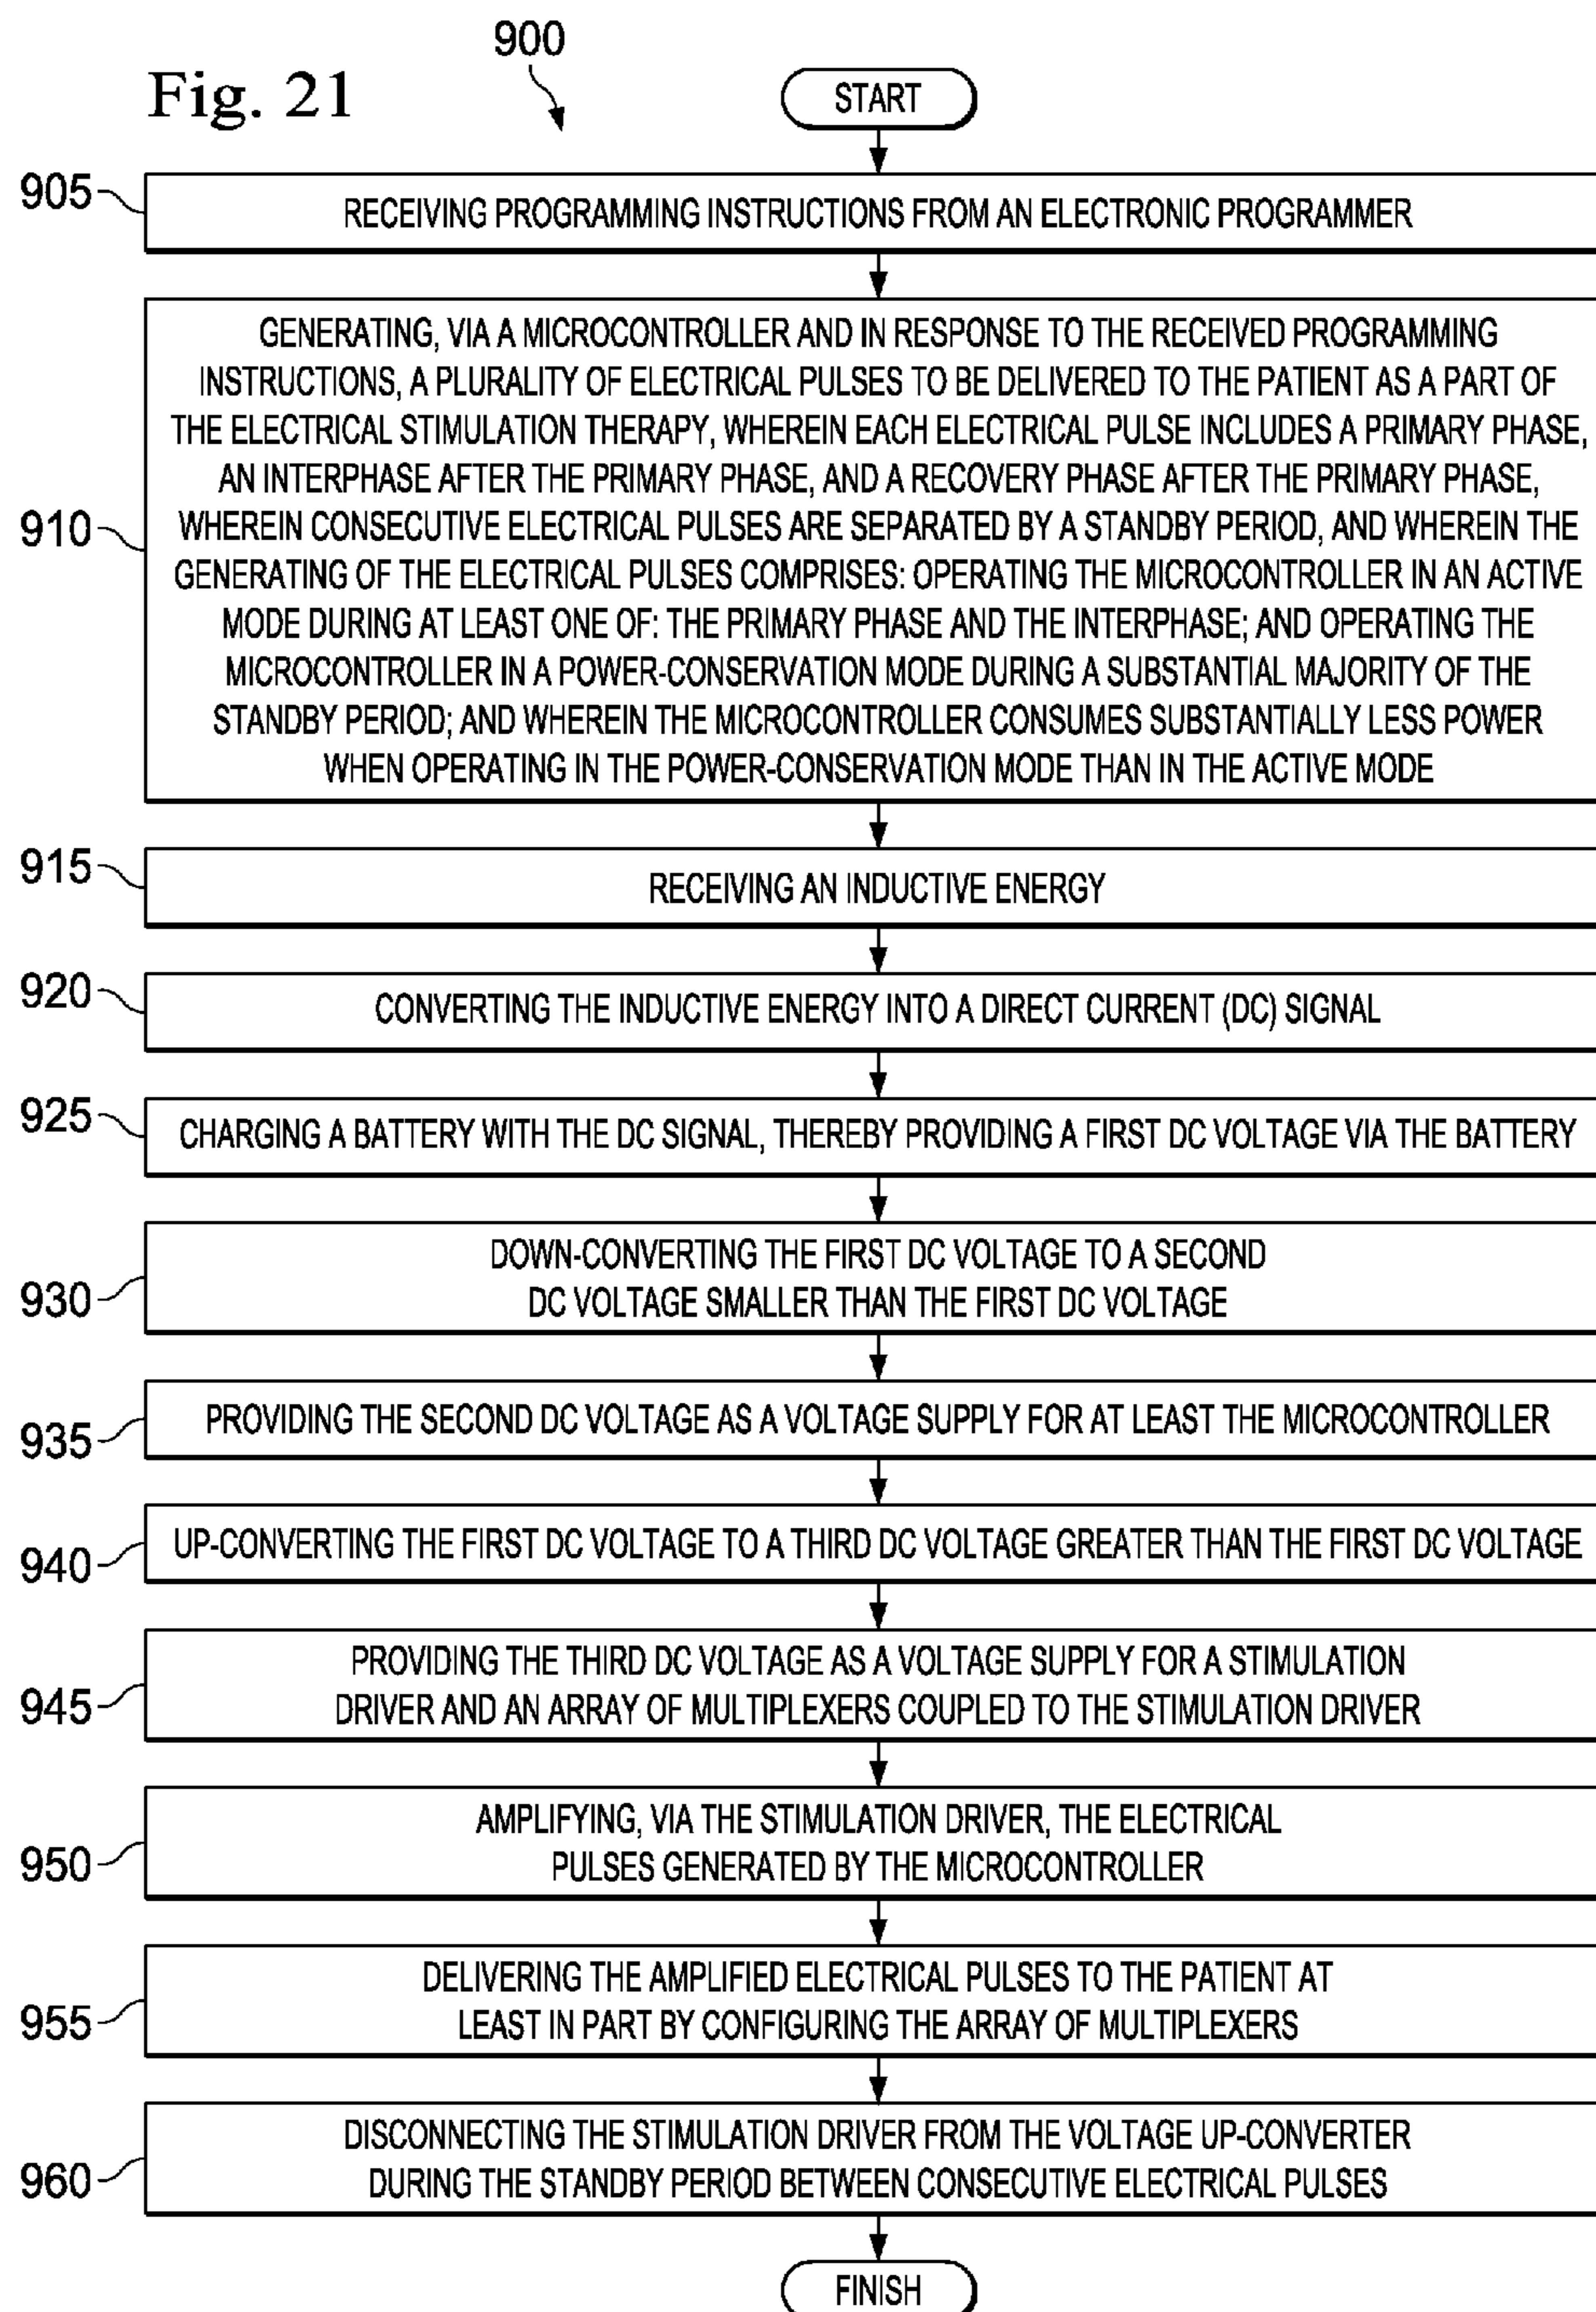 900
Fig. 21
START
905
RECEIVING PROGRAMMING INSTRUCTIONS FROM AN ELECTRONIC PROGRAMMER
910
GENERATING, VIA A MICROCONTROLLER AND IN RESPONSE TO THE RECEIVED PROGRAMMING
INSTRUCTIONS, A PLURALITY OF ELECTRICAL PULSES TO BE DELIVERED TO THE PATIENT AS A PART OF
THE ELECTRICAL STIMULATION THERAPY, WHEREIN EACH ELECTRICAL PULSE INCLUDES A PRIMARY PHASE,
AN INTERPHASE AFTER THE PRIMARY PHASE, AND A RECOVERY PHASE AFTER THE PRIMARY PHASE,
WHEREIN CONSECUTIVE ELECTRICAL PULSES ARE SEPARATED BY A STANDBY PERIOD, AND WHEREIN THE
GENERATING OF THE ELECTRICAL PULSES COMPRISES: OPERATING THE MICROCONTROLLER IN AN ACTIVE
MODE DURING AT LEAST ONE OF: THE PRIMARY PHASE AND THE INTERPHASE; AND OPERATING THE
MICROCONTROLLER IN A POWER-CONSERVATION MODE DURING A SUBSTANTIAL MAJORITY OF THE
STANDBY PERIOD; AND WHEREIN THE MICROCONTROLLER CONSUMES SUBSTANTIALLY LESS POWER
WHEN OPERATING IN THE POWER-CONSERVATION MODE THAN IN THE ACTIVE MODE
915
RECEIVING AN INDUCTIVE ENERGY
920
CONVERTING THE INDUCTIVE ENERGY INTO A DIRECT CURRENT (DC) SIGNAL
925
CHARGING A BATTERY WITH THE DC SIGNAL, THEREBY PROVIDING A FIRST DC VOLTAGE VIA THE BATTERY
930
DOWN-CONVERTING THE FIRST DC VOLTAGE TO A SECOND
DC VOLTAGE SMALLER THAN THE FIRST DC VOLTAGE
935
PROVIDING THE SECOND DC VOLTAGE AS A VOLTAGE SUPPLY FOR AT LEAST THE MICROCONTROLLER
940
UP-CONVERTING THE FIRST DC VOLTAGE TO A THIRD DC VOLTAGE GREATER THAN THE FIRST DC VOLTAGE
945
PROVIDING THE THIRD DC VOLTAGE AS A VOLTAGE SUPPLY FOR A STIMULATION
DRIVER AND AN ARRAY OF MULTIPLEXERS COUPLED TO THE STIMULATION DRIVER
950
AMPLIFYING, VIA THE STIMULATION DRIVER, THE ELECTRICAL
PULSES GENERATED BY THE MICROCONTROLLER
955
DELIVERING THE AMPLIFIED ELECTRICAL PULSES TO THE PATIENT AT
LEAST IN PART BY CONFIGURING THE ARRAY OF MULTIPLEXERS
960
DISCONNECTING THE STIMULATION DRIVER FROM THE VOLTAGE UP-CONVERTER
DURING THE STANDBY PERIOD BETWEEN CONSECUTIVE ELECTRICAL PULSES
FINISH